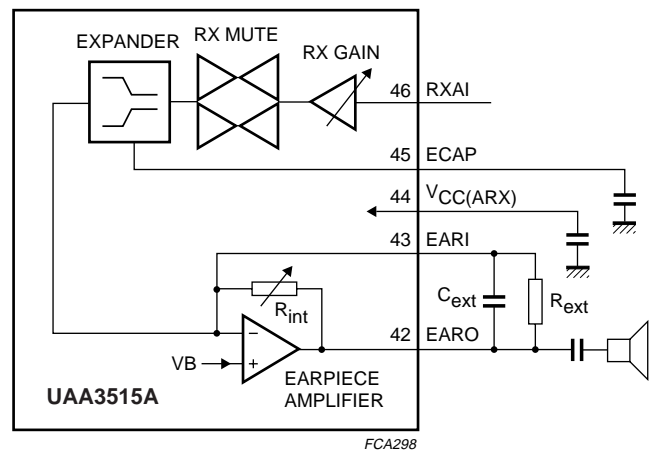 EXPANDER
RX MUTE
RX GAIN
46 RXAI
45 ECAP
44 VCC(ARX)
43 EARI
Cext
Rext
Rint
42 EARO
VB
−
+
EARPIECE
AMPLIFIER
UAA3515A
FCA298